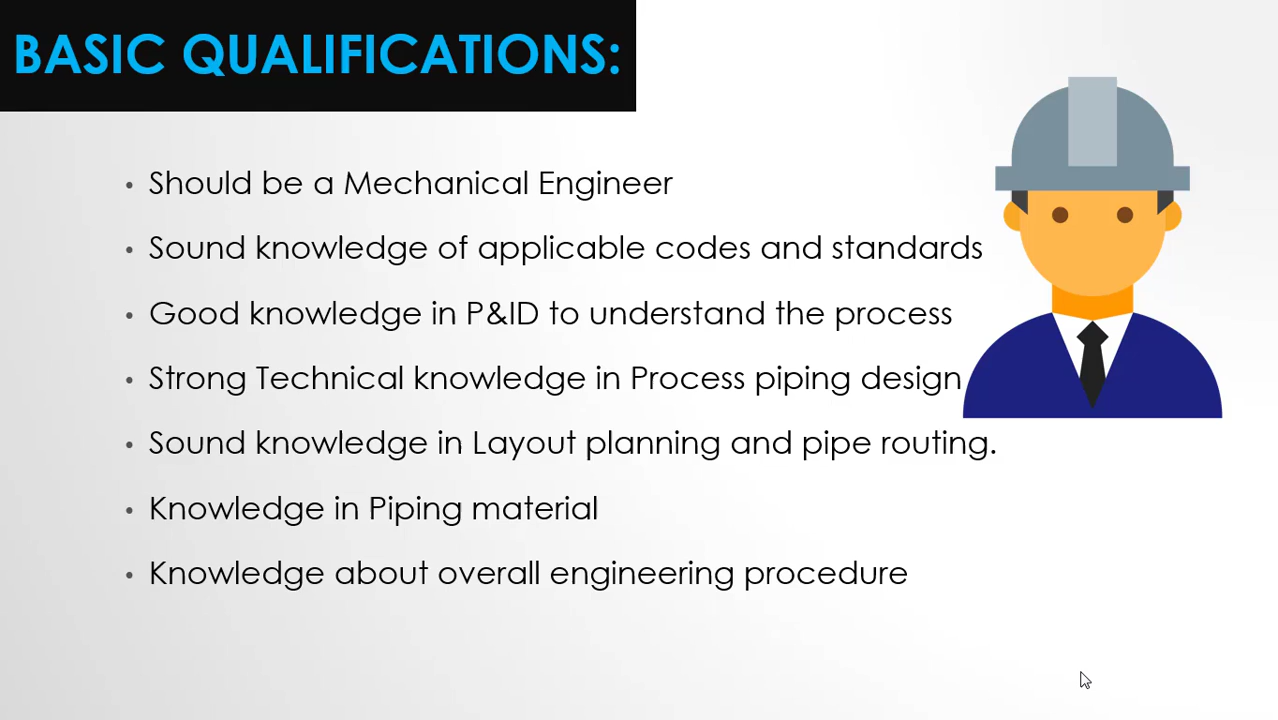 BASIC QUALIFICATIONS:
• Should be a Mechanical Engineer
• Sound knowledge of applicable codes and standards
• Good knowledge in P&ID to understand the process
• Strong Technical knowledge in Process piping design
• Sound knowledge in Layout planning and pipe routing.
• Knowledge in Piping material
• Knowledge about overall engineering procedure